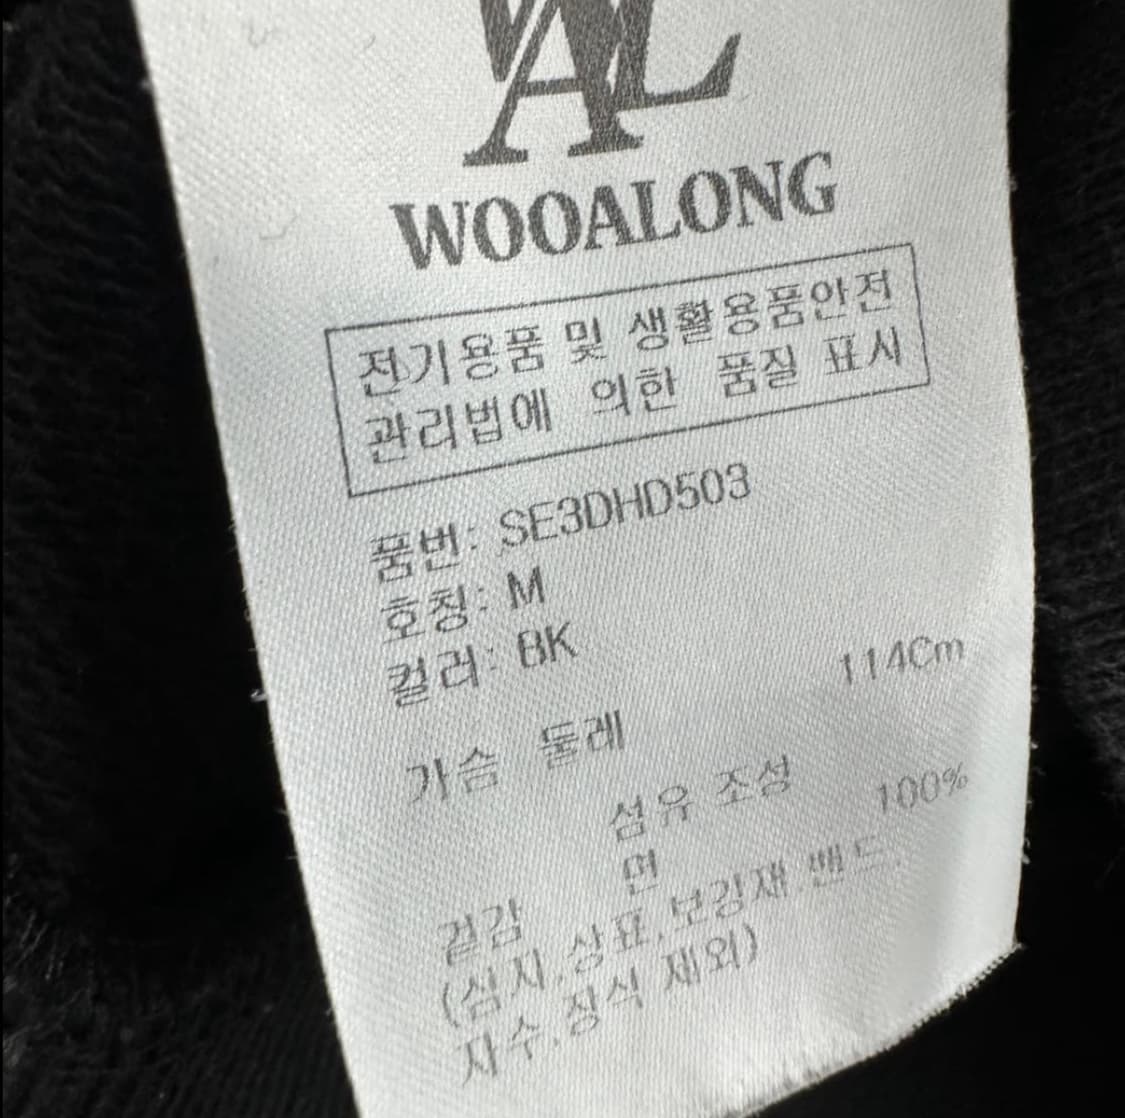 WAL
WOOALONG
전기용품 및 생활용품안전
관리법에 의한 품질 표시
품번: SE3DHD503
호칭: M
컬러: BK
가슴 둘레 114Cm
섬유 조성
겉감 면 100%
(심지,상표,보강재,밴드,
자수,장식 제외)